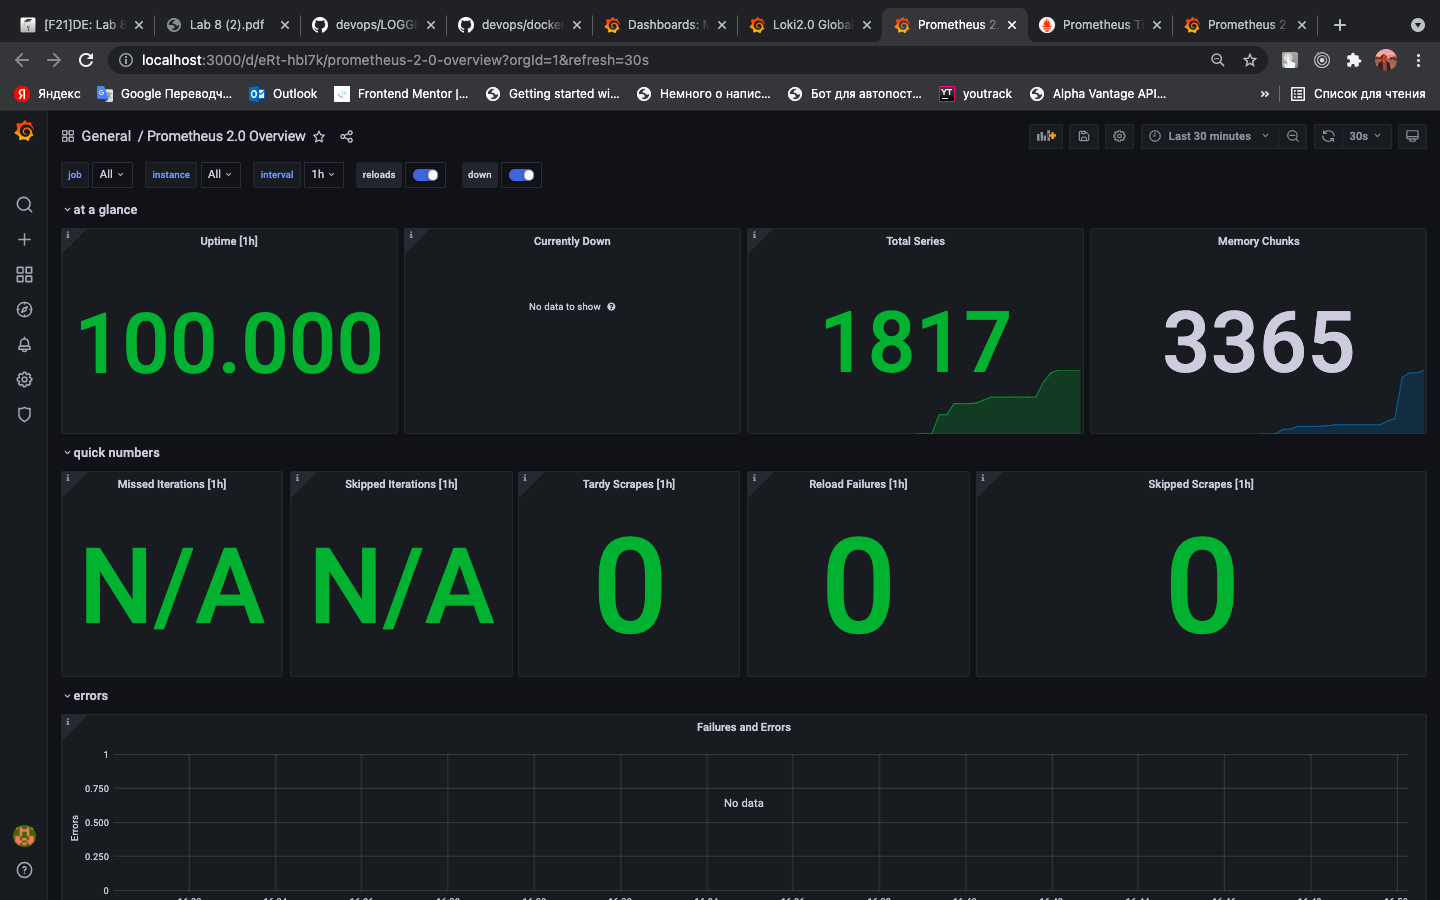 [F21]DE: Lab 8
Lab 8 (2).pdf
devops/LOGGI
devops/docke
Dashboards: M
Loki2.0 Global
Prometheus 2.
Prometheus Ti
Prometheus 2.
localhost:3000/d/eRt-hbl7k/prometheus-2-0-overview?orgId=1&refresh=30s
Яндекс
Google Переводч...
Outlook
Frontend Mentor |...
Getting started wi...
Немного о напис...
Бот для автопост...
youtrack
Alpha Vantage API...
»
Список для чтения
General / Prometheus 2.0 Overview
Last 30 minutes
30s
job All
instance All
interval 1h
reloads
down
at a glance
Uptime [1h]
100.000
Currently Down
No data to show
Total Series
1817
Memory Chunks
3365
quick numbers
Missed Iterations [1h]
N/A
Skipped Iterations [1h]
N/A
Tardy Scrapes [1h]
0
Reload Failures [1h]
0
Skipped Scrapes [1h]
0
errors
Failures and Errors
Errors
1
0.750
0.500
0.250
0
No data